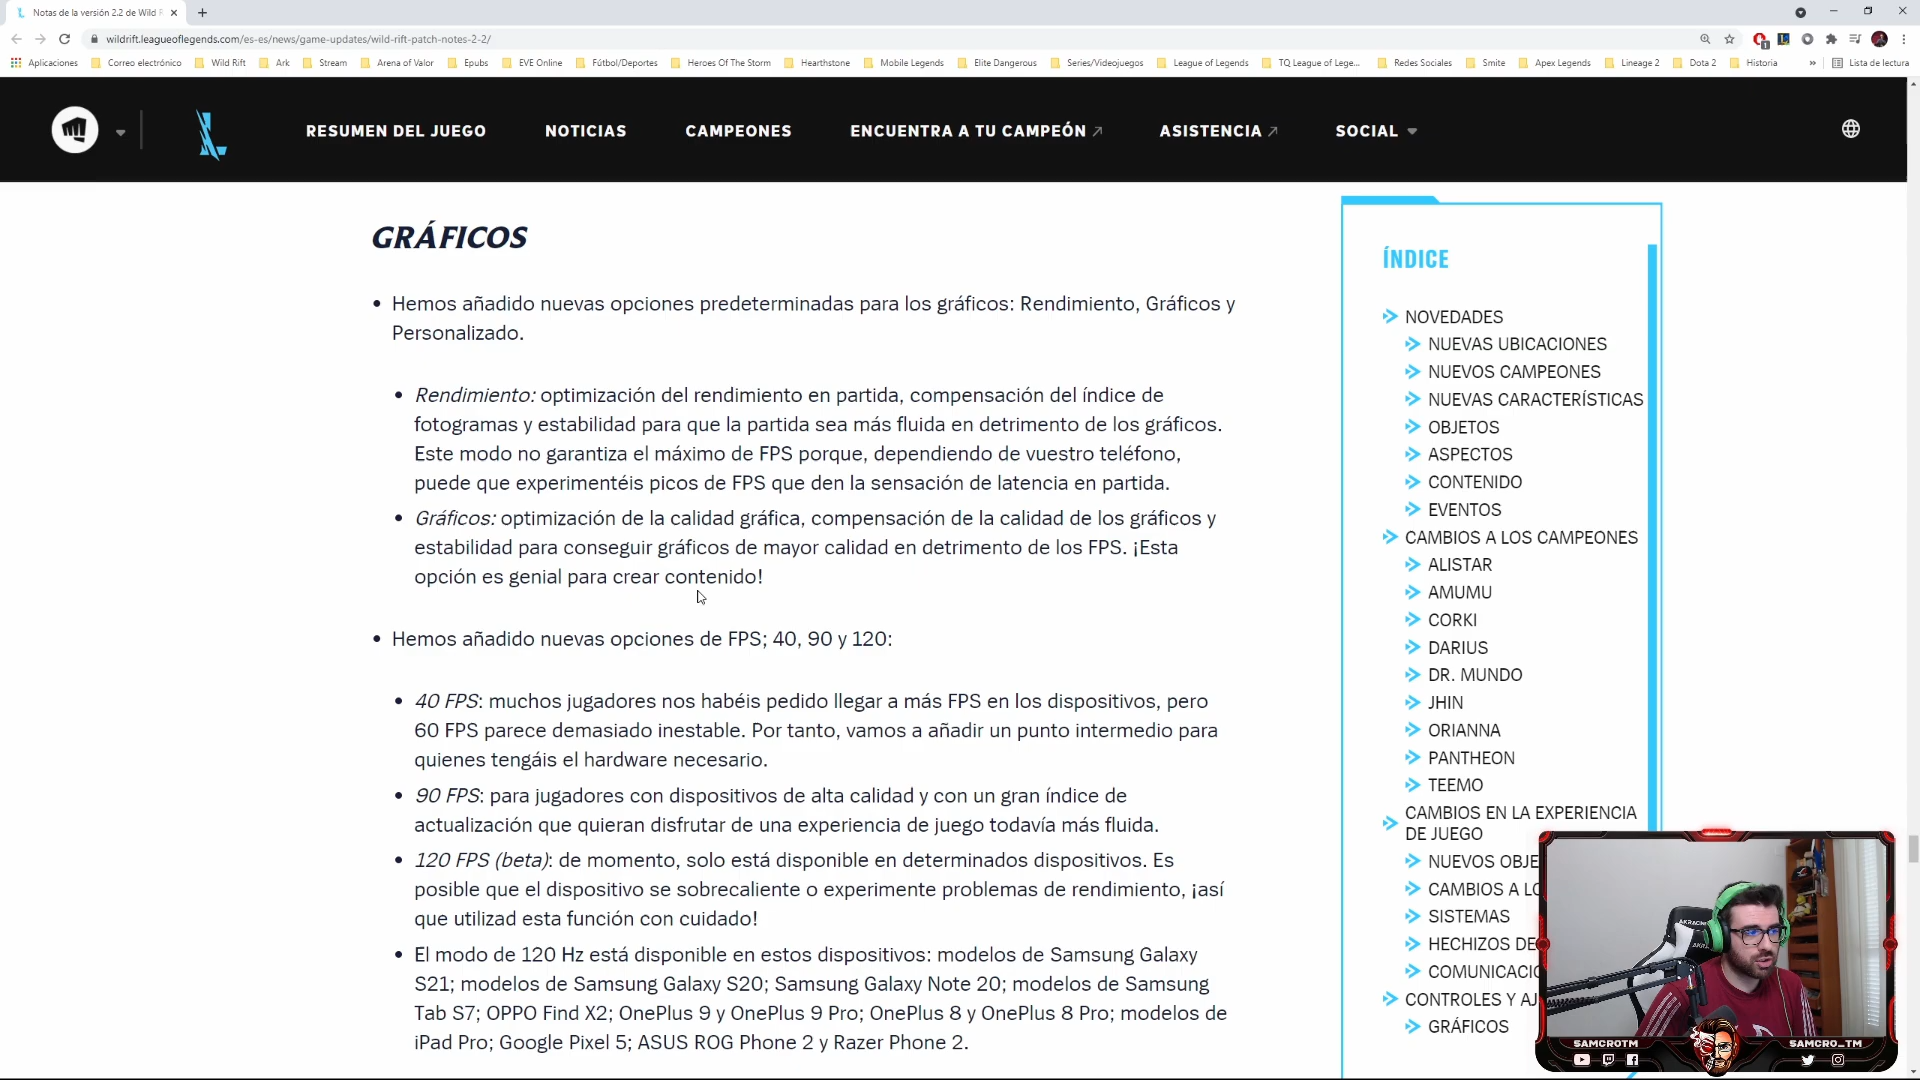 Notas de la versión 2.2 de Wild R
wildrift.leagueoflegends.com/es-es/news/game-updates/wild-rift-patch-notes-2-2/
Aplicaciones Correo electrónico Wild Rift Ark Stream Arena of Valor Epubs EVE Online Fútbol/Deportes Heroes Of The Storm Hearthstone Mobile Legends Elite Dangerous Series/Videojuegos League of Legends TQ League of Lege... Redes Sociales Smite Apex Legends Lineage 2 Dota 2 Historia » Lista de lectura
RESUMEN DEL JUEGO NOTICIAS CAMPEONES ENCUENTRA A TU CAMPEÓN ASISTENCIA SOCIAL
GRÁFICOS
• Hemos añadido nuevas opciones predeterminadas para los gráficos: Rendimiento, Gráficos y
Personalizado.
• Rendimiento: optimización del rendimiento en partida, compensación del índice de
fotogramas y estabilidad para que la partida sea más fluida en detrimento de los gráficos.
Este modo no garantiza el máximo de FPS porque, dependiendo de vuestro teléfono,
puede que experimentéis picos de FPS que den la sensación de latencia en partida.
• Gráficos: optimización de la calidad gráfica, compensación de la calidad de los gráficos y
estabilidad para conseguir gráficos de mayor calidad en detrimento de los FPS. ¡Esta
opción es genial para crear contenido!
• Hemos añadido nuevas opciones de FPS; 40, 90 y 120:
• 40 FPS: muchos jugadores nos habéis pedido llegar a más FPS en los dispositivos, pero
60 FPS parece demasiado inestable. Por tanto, vamos a añadir un punto intermedio para
quienes tengáis el hardware necesario.
• 90 FPS: para jugadores con dispositivos de alta calidad y con un gran índice de
actualización que quieran disfrutar de una experiencia de juego todavía más fluida.
• 120 FPS (beta): de momento, solo está disponible en determinados dispositivos. Es
posible que el dispositivo se sobrecaliente o experimente problemas de rendimiento, ¡así
que utilizad esta función con cuidado!
• El modo de 120 Hz está disponible en estos dispositivos: modelos de Samsung Galaxy
S21; modelos de Samsung Galaxy S20; Samsung Galaxy Note 20; modelos de Samsung
Tab S7; OPPO Find X2; OnePlus 9 y OnePlus 9 Pro; OnePlus 8 y OnePlus 8 Pro; modelos de
iPad Pro; Google Pixel 5; ASUS ROG Phone 2 y Razer Phone 2.
ÍNDICE
NOVEDADES
NUEVAS UBICACIONES
NUEVOS CAMPEONES
NUEVAS CARACTERÍSTICAS
OBJETOS
ASPECTOS
CONTENIDO
EVENTOS
CAMBIOS A LOS CAMPEONES
ALISTAR
AMUMU
CORKI
DARIUS
DR. MUNDO
JHIN
ORIANNA
PANTHEON
TEEMO
CAMBIOS EN LA EXPERIENCIA
DE JUEGO
NUEVOS OBJE
CAMBIOS A LO
SISTEMAS
HECHIZOS DE
COMUNICACIO
CONTROLES Y AJ
GRÁFICOS
AKRACING
SAMCROTM SAMCRO_TM